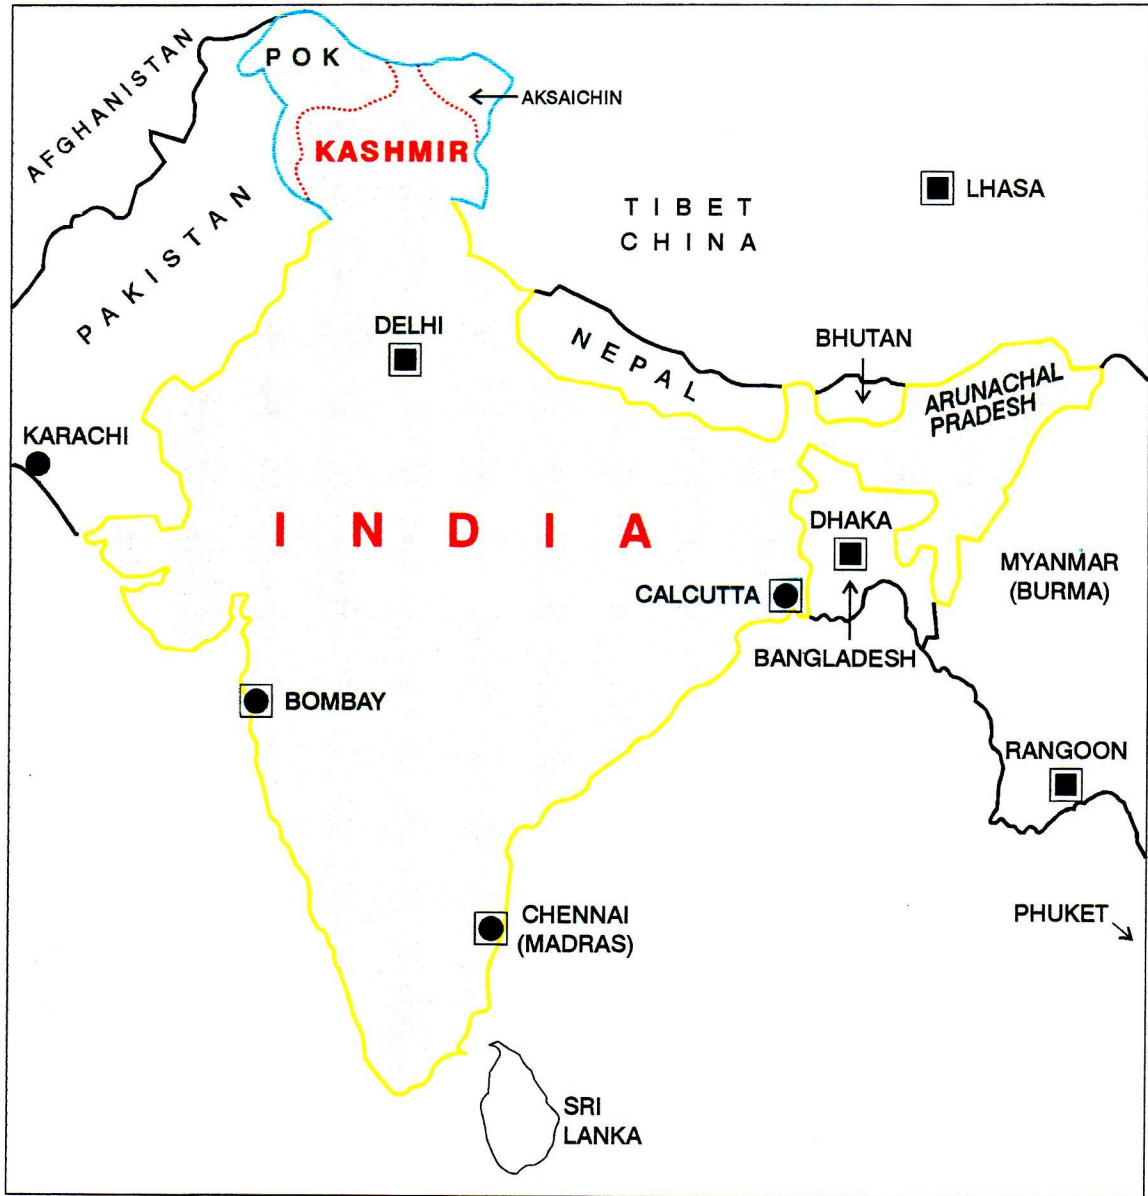 AFGHANISTAN
POK
AKSAICHIN
KASHMIR
PAKISTAN
TIBET
CHINA
LHASA
DELHI
NEPAL
BHUTAN
ARUNACHAL
PRADESH
KARACHI
INDIA
DHAKA
MYANMAR
(BURMA)
CALCUTTA
BANGLADESH
BOMBAY
RANGOON
CHENNAI
(MADRAS)
PHUKET
SRI
LANKA